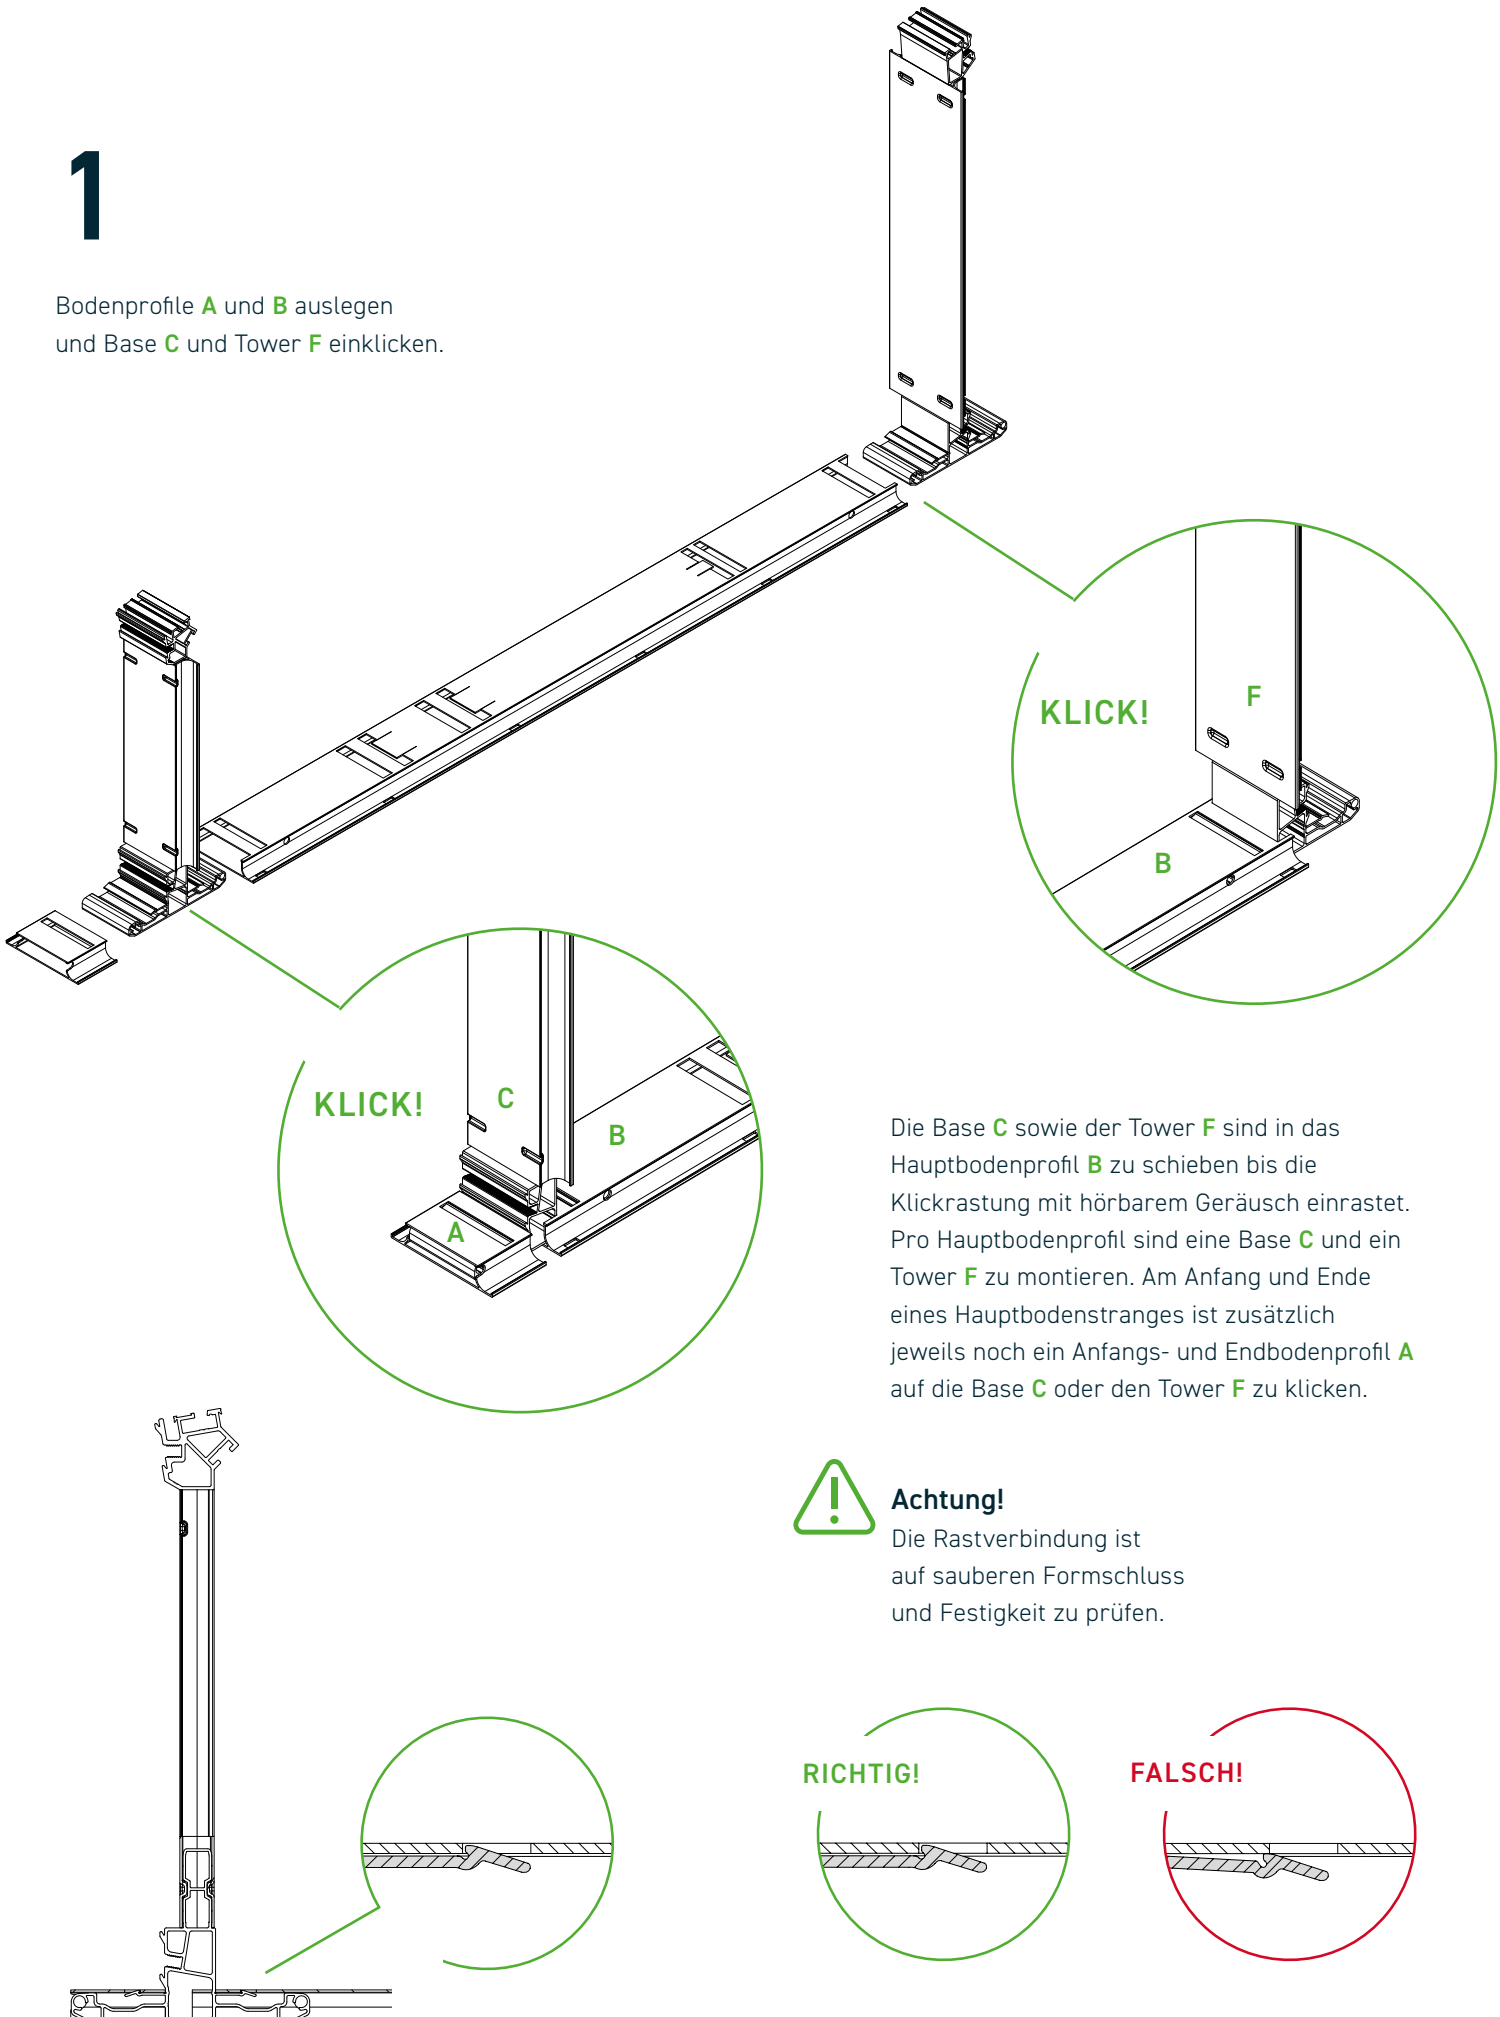 1
Bodenprofile A und B auslegen
und Base C und Tower F einklicken.
KLICK!
F
B
KLICK!
C
B
A
Die Base C sowie der Tower F sind in das
Hauptbodenprofil B zu schieben bis die
Klickrastung mit hörbarem Geräusch einrastet.
Pro Hauptbodenprofil sind eine Base C und ein
Tower F zu montieren. Am Anfang und Ende
eines Hauptbodenstranges ist zusätzlich
jeweils noch ein Anfangs- und Endbodenprofil A
auf die Base C oder den Tower F zu klicken.
Achtung!
Die Rastverbindung ist
auf sauberen Formschluss
und Festigkeit zu prüfen.
RICHTIG!
FALSCH!